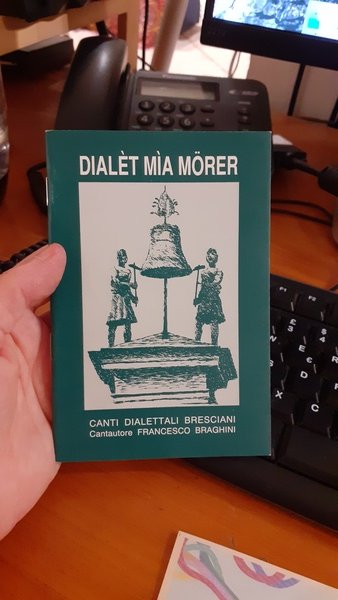 DIALÈT MÌA MÖRER
CANTI DIALETTALI BRESCIANI
Cantautore FRANCESCO BRAGHINI